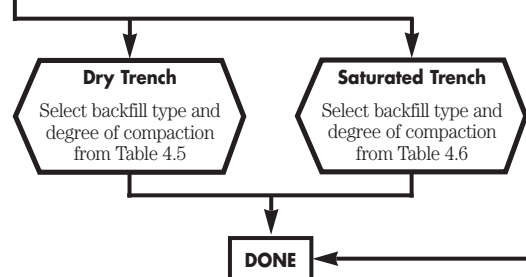 Dry Trench
Select backfill type and
degree of compaction
from Table 4.5
Saturated Trench
Select backfill type and
degree of compaction
from Table 4.6
DONE